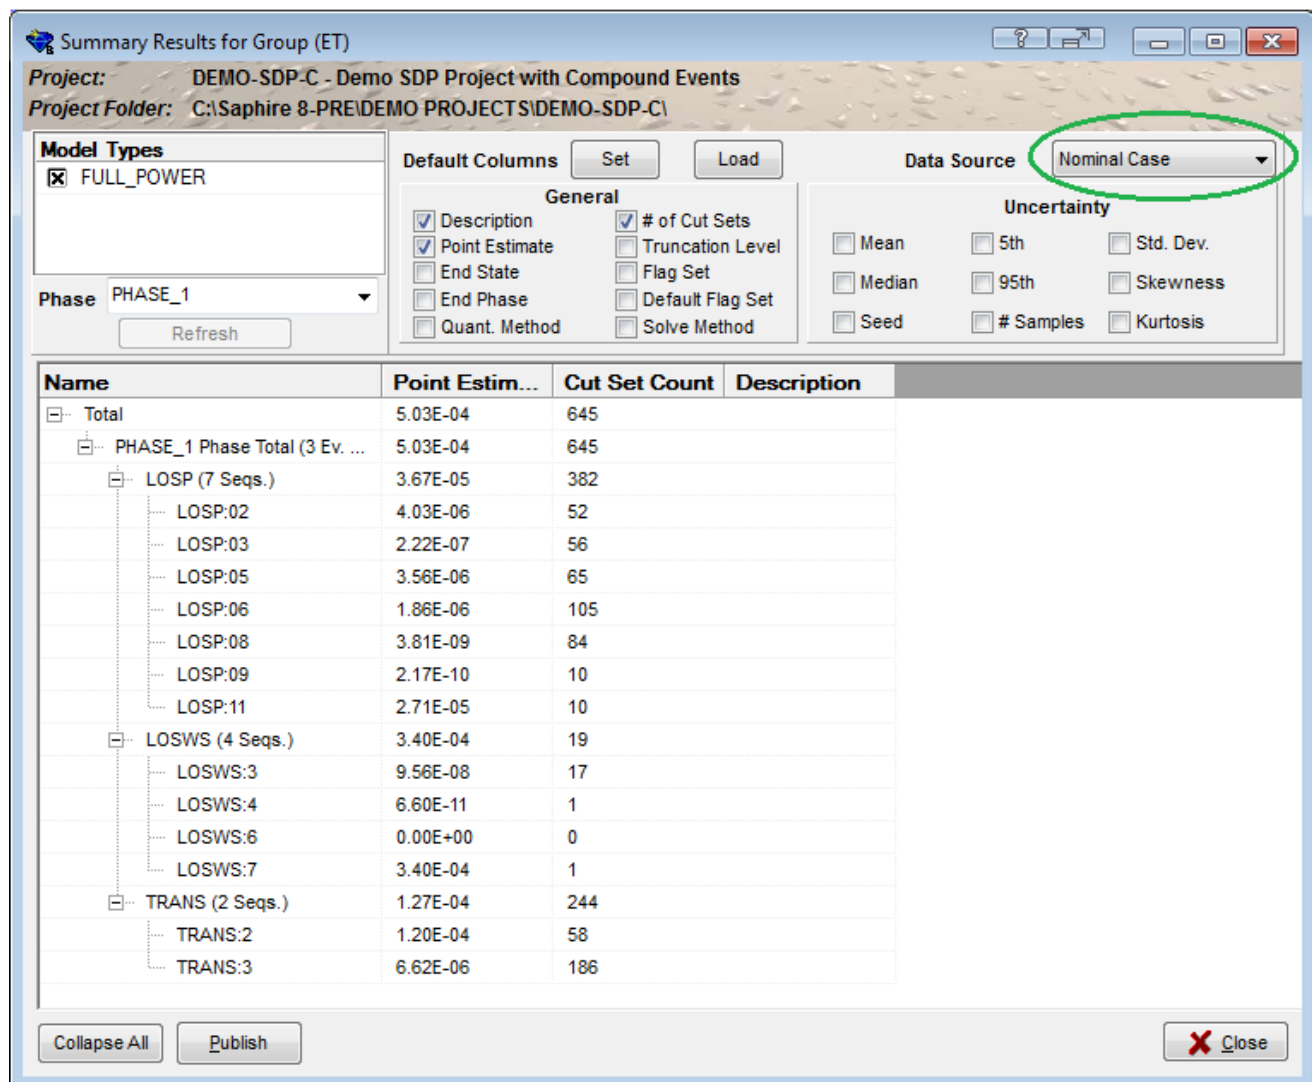 Summary Results for Group (ET)
Project: DEMO-SDP-C - Demo SDP Project with Compound Events
Project Folder: C:\Saphire 8-PRE\DEMO PROJECTS\DEMO-SDP-C\
Model Types
FULL_POWER
Phase PHASE_1
Refresh
Default Columns Set Load
General
Description # of Cut Sets
Point Estimate Truncation Level
End State Flag Set
End Phase Default Flag Set
Quant. Method Solve Method
Data Source Nominal Case
Uncertainty
Mean 5th Std. Dev.
Median 95th Skewness
Seed # Samples Kurtosis
Name Point Estim... Cut Set Count Description
Total 5.03E-04 645
PHASE_1 Phase Total (3 Ev. ... 5.03E-04 645
LOSP (7 Seqs.) 3.67E-05 382
LOSP:02 4.03E-06 52
LOSP:03 2.22E-07 56
LOSP:05 3.56E-06 65
LOSP:06 1.86E-06 105
LOSP:08 3.81E-09 84
LOSP:09 2.17E-10 10
LOSP:11 2.71E-05 10
LOSWS (4 Seqs.) 3.40E-04 19
LOSWS:3 9.56E-08 17
LOSWS:4 6.60E-11 1
LOSWS:6 0.00E+00 0
LOSWS:7 3.40E-04 1
TRANS (2 Seqs.) 1.27E-04 244
TRANS:2 1.20E-04 58
TRANS:3 6.62E-06 186
Collapse All Publish Close